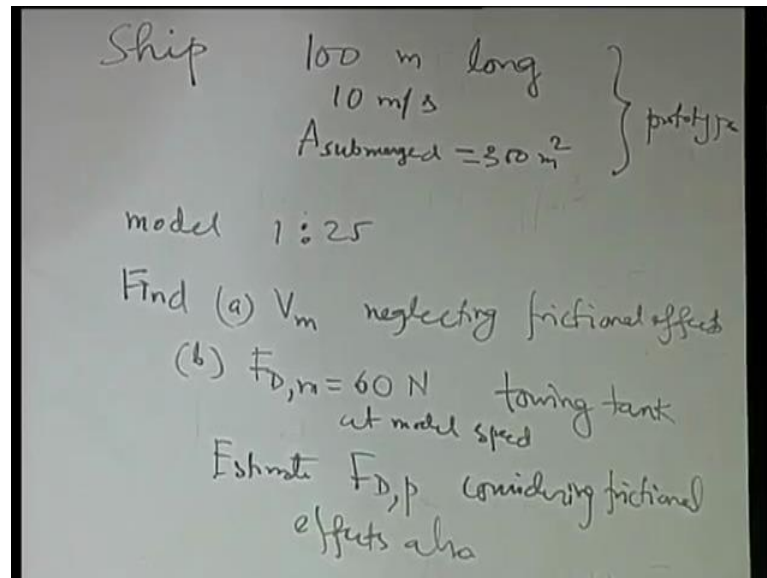 Ship 100 m long
10 m/s
A submerged = 300 m²
prototype
model 1:25
Find (a) Vm neglecting frictional effects
(b) FD,m = 60 N towing tank
at model speed
Estimate FD,p considering frictional
effects also